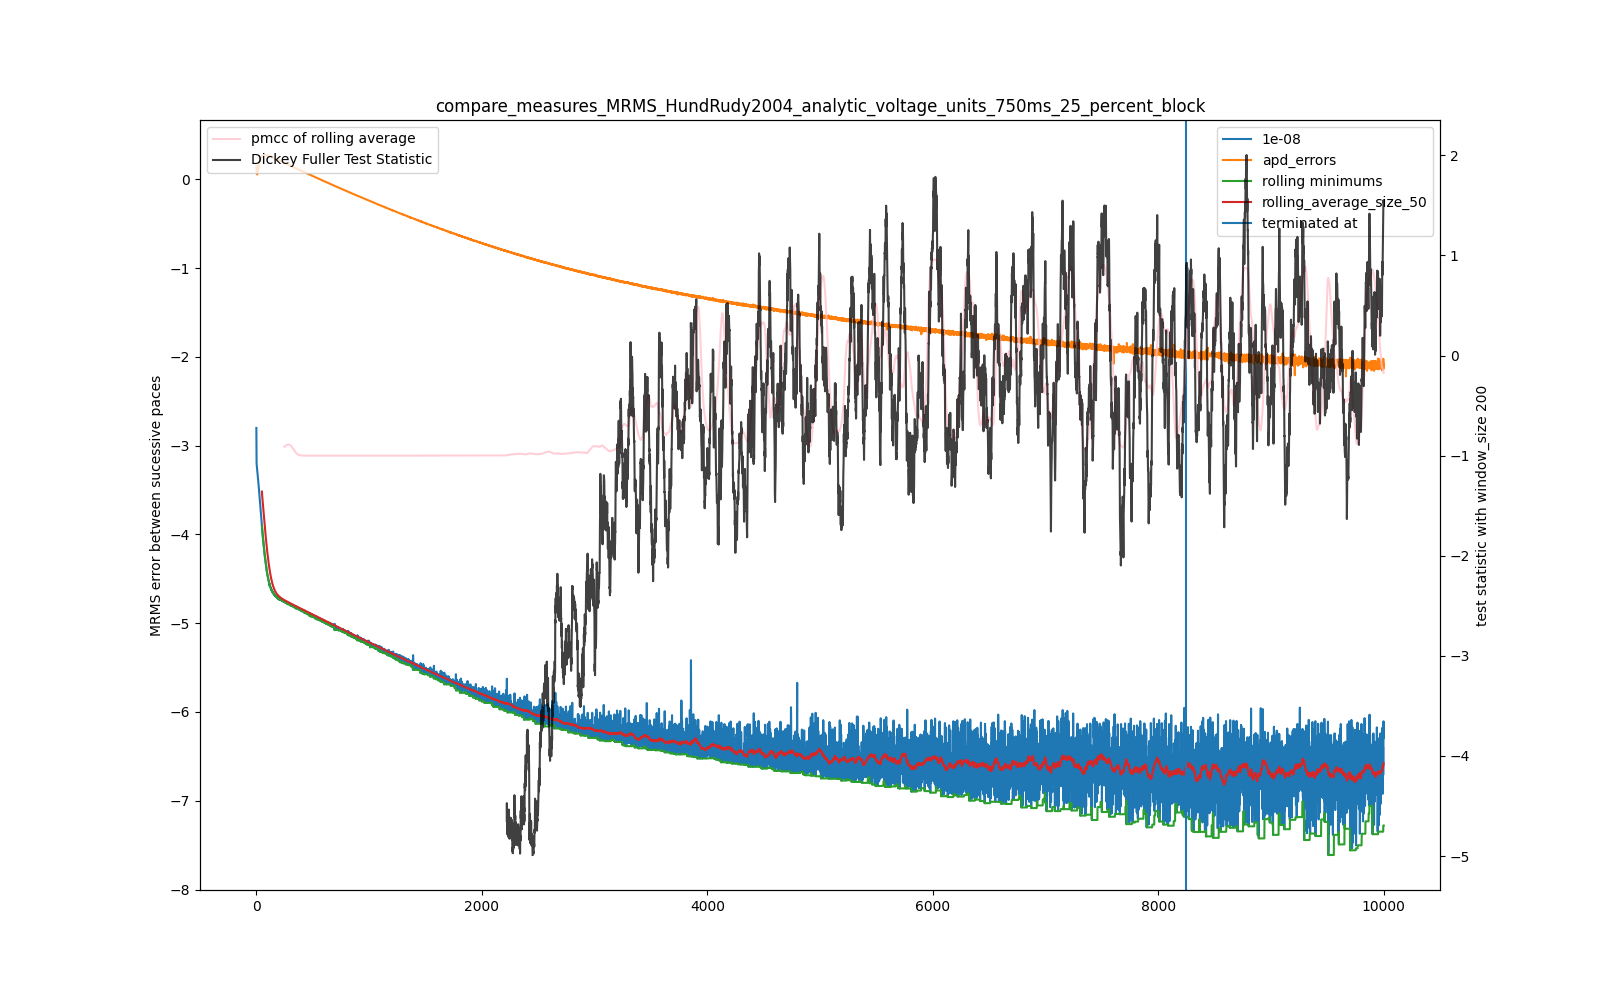 compare_measures_MRMS_HundRudy2004_analytic_voltage_units_750ms_25_percent_block
pmcc of rolling average
Dickey Fuller Test Statistic
1e-08
apd_errors
rolling minimums
rolling_average_size_50
terminated at
MRMS error between sucessive paces
0
−1
−2
−3
−4
−5
−6
−7
−8
2
1
0
−1
−2
−3
−4
−5
test statistic with window_size 200
0
2000
4000
6000
8000
10000